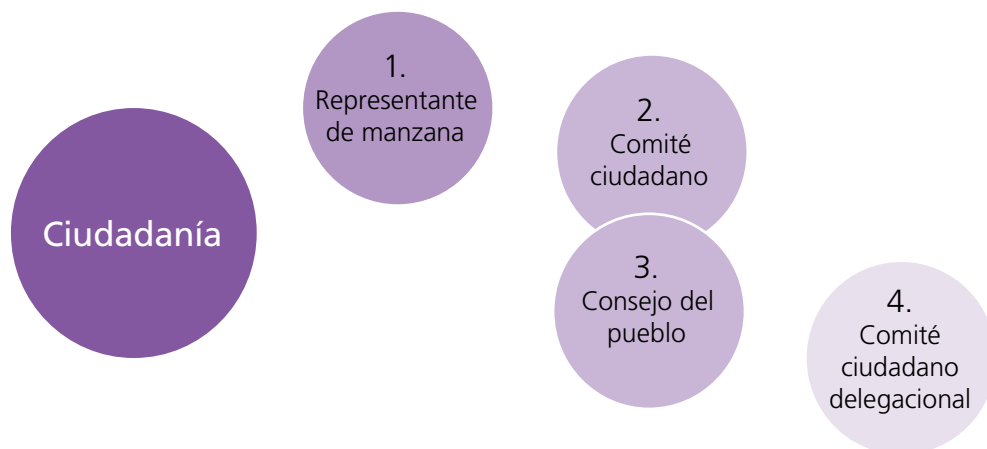 Ciudadanía
1.
Representante
de manzana
2.
Comité
ciudadano
3.
Consejo del
pueblo
4.
Comité
ciudadano
delegacional